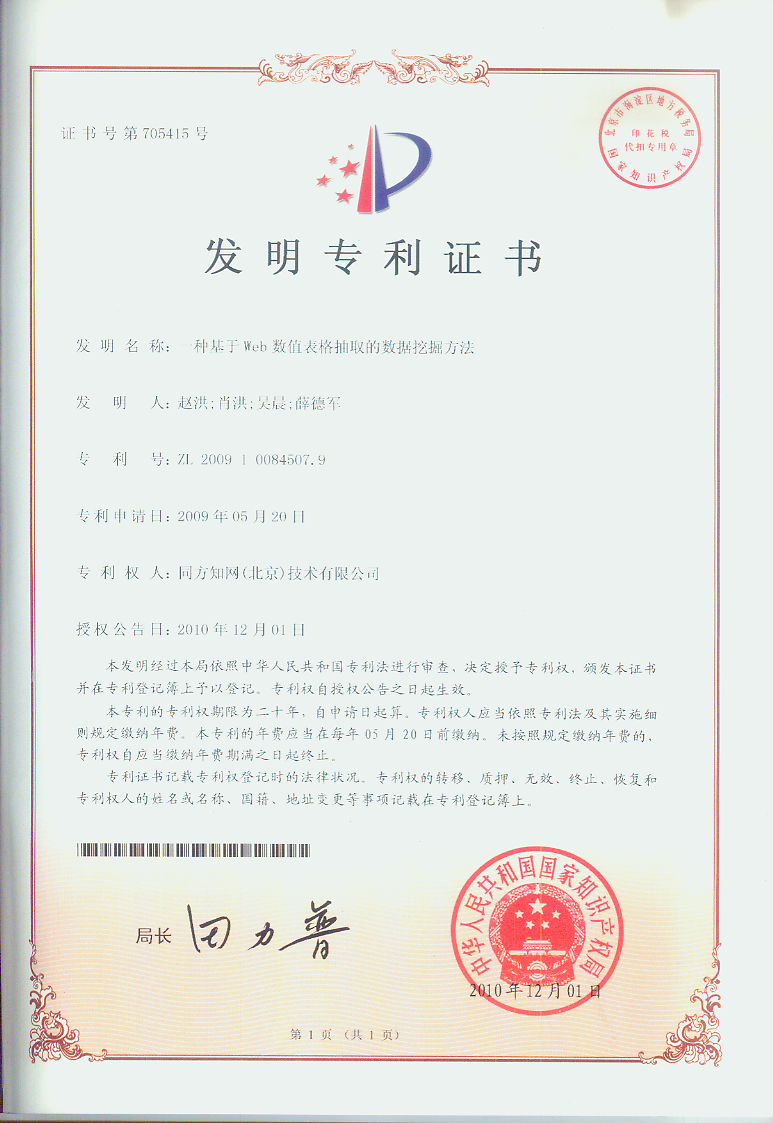 证书号第705415号
北京市海淀区地方税务局
印花税
代扣专用章
国家知识产权局
发明专利证书
发明名称：一种基于Web数值表格抽取的数据挖掘方法
发明人：赵洪;肖洪;吴晨;薛德军
专利号：ZL 2009 1 0084507.9
专利申请日：2009年05月20日
专利权人：同方知网(北京)技术有限公司
授权公告日：2010年12月01日
本发明经过本局依照中华人民共和国专利法进行审查，决定授予专利权，颁发本证书
并在专利登记簿上予以登记。专利权自授权公告之日起生效。
本专利的专利权期限为二十年，自申请日起算。专利权人应当依照专利法及其实施细
则规定缴纳年费。本专利的年费应当在每年05月20日前缴纳。未按照规定缴纳年费的，
专利权自应当缴纳年费期满之日起终止。
专利证书记载专利权登记时的法律状况。专利权的转移、质押、无效、终止、恢复和
专利权人的姓名或名称、国籍、地址变更等事项记载在专利登记簿上。
局长 田力普
中华人民共和国国家知识产权局
2010年12月01日
第1页（共1页）